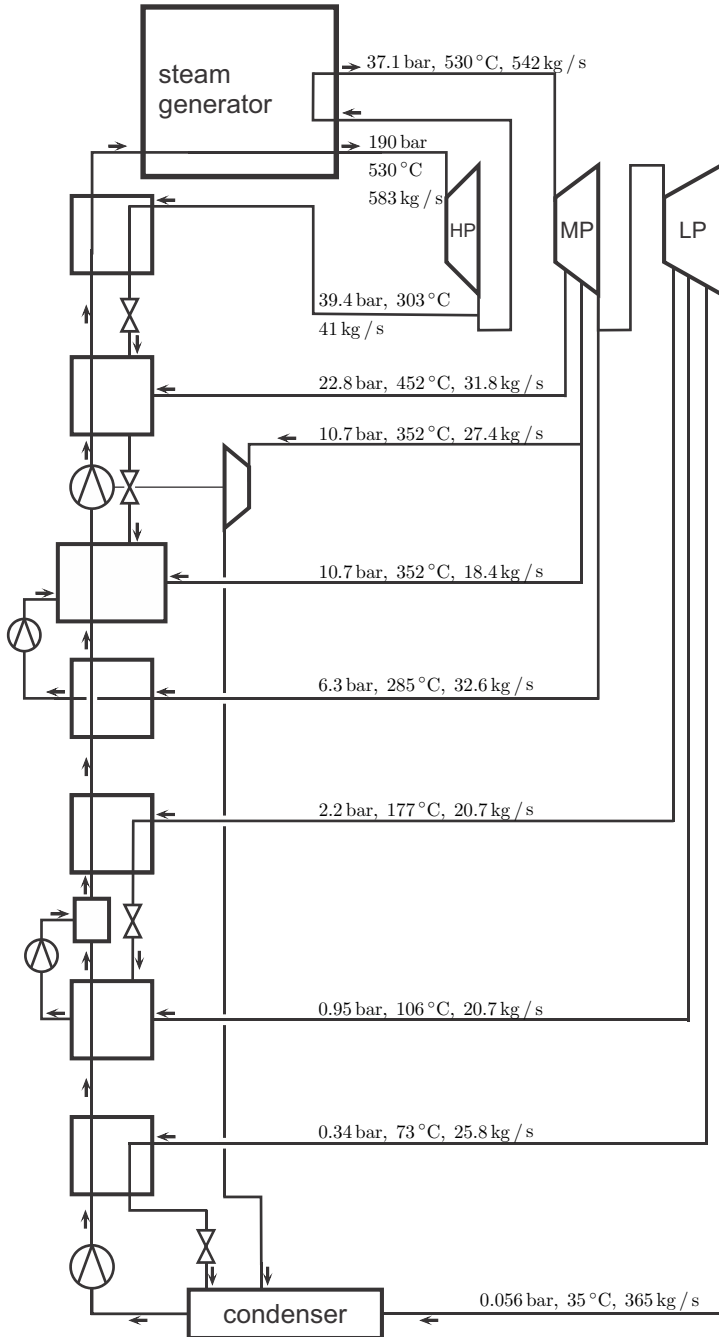 steam
generator
37.1 bar, 530 °C, 542 kg / s
190 bar
530 °C
583 kg / s
HP
MP
LP
39.4 bar, 303 °C
41 kg / s
22.8 bar, 452 °C, 31.8 kg / s
10.7 bar, 352 °C, 27.4 kg / s
10.7 bar, 352 °C, 18.4 kg / s
6.3 bar, 285 °C, 32.6 kg / s
2.2 bar, 177 °C, 20.7 kg / s
0.95 bar, 106 °C, 20.7 kg / s
0.34 bar, 73 °C, 25.8 kg / s
0.056 bar, 35 °C, 365 kg / s
condenser